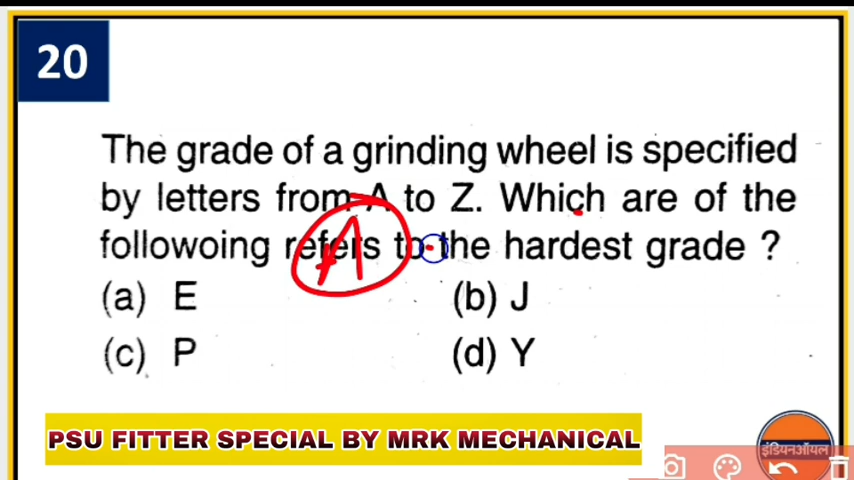 20
The grade of a grinding wheel is specified
by letters from A to Z. Which are of the
followoing refers to the hardest grade ?
A
(a) E
(b) J
(c) P
(d) Y
PSU FITTER SPECIAL BY MRK MECHANICAL
इंडियनऑयल